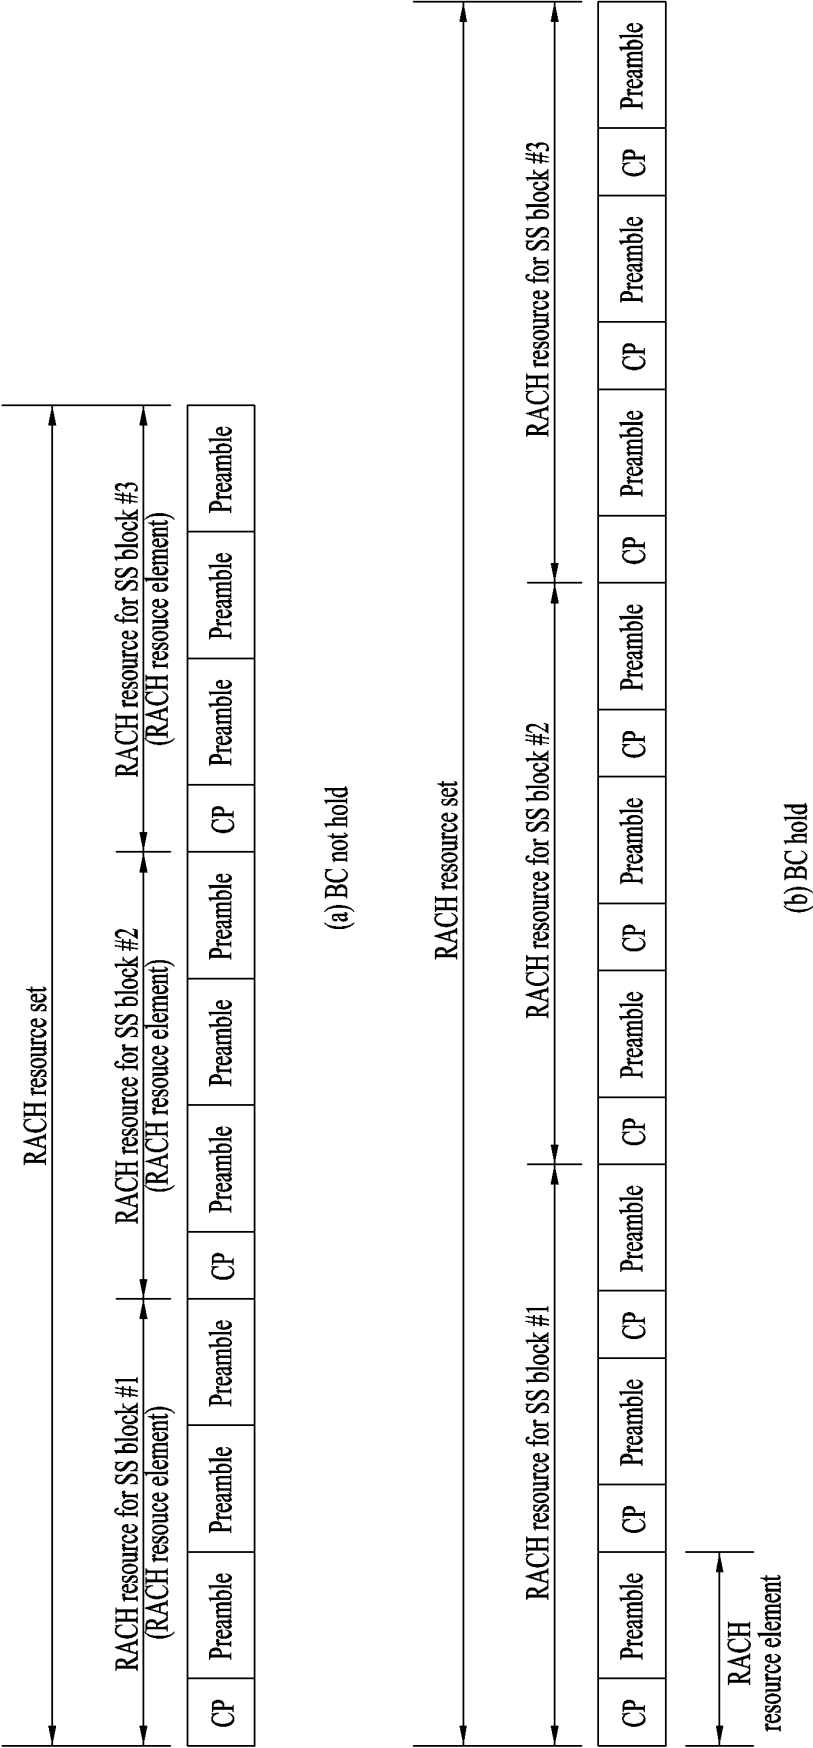 RACH resource set
RACH resource for SS block #1
(RACH resouce element)
RACH resource for SS block #2
(RACH resouce element)
RACH resource for SS block #3
(RACH resouce element)
CP Preamble Preamble Preamble CP Preamble Preamble Preamble CP Preamble Preamble Preamble
(a) BC not hold
RACH resource set
RACH resource for SS block #1
RACH resource for SS block #2
RACH resource for SS block #3
CP Preamble CP Preamble CP Preamble CP Preamble CP Preamble CP Preamble CP Preamble CP Preamble CP Preamble
RACH
resource element
(b) BC hold